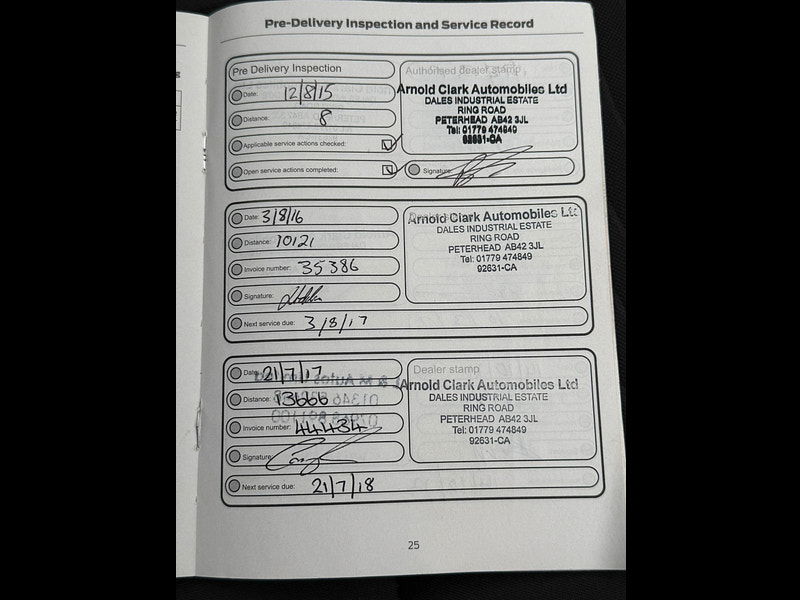 Pre-Delivery Inspection and Service Record
Pre Delivery Inspection
Date: 12/8/15
Distance: 8
Applicable service actions checked:
Open service actions completed:
Authorised dealer stamp
Arnold Clark Automobiles Ltd
DALES INDUSTRIAL ESTATE
RING ROAD
PETERHEAD AB42 3JL
Tel: 01779 474849
92631-CA
Signature:
Date: 3/8/16
Distance: 10121
Invoice number: 35386
Signature:
Next service due: 3/8/17
Arnold Clark Automobiles Ltd
DALES INDUSTRIAL ESTATE
RING ROAD
PETERHEAD AB42 3JL
Tel: 01779 474849
92631-CA
Date: 21/7/17
Distance: 13666
Invoice number: 44434
Signature:
Next service due: 21/7/18
Dealer stamp
Arnold Clark Automobiles Ltd
DALES INDUSTRIAL ESTATE
RING ROAD
PETERHEAD AB42 3JL
Tel: 01779 474849
92631-CA
25